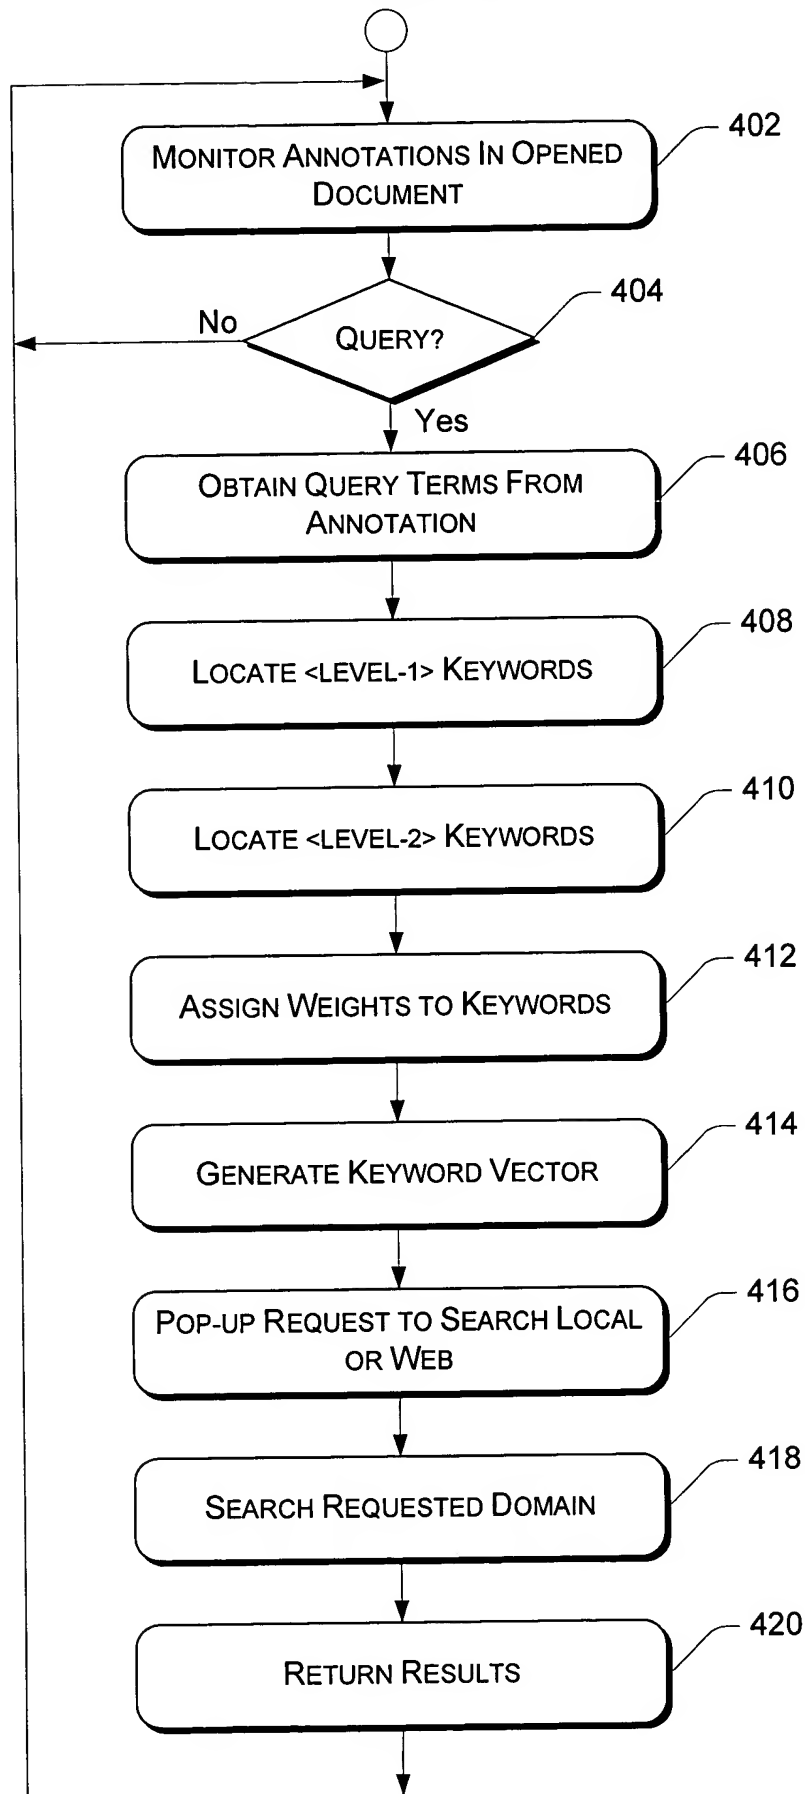 402
MONITOR ANNOTATIONS IN OPENED
DOCUMENT
404
No
QUERY?
Yes
406
OBTAIN QUERY TERMS FROM
ANNOTATION
408
LOCATE <LEVEL-1> KEYWORDS
410
LOCATE <LEVEL-2> KEYWORDS
412
ASSIGN WEIGHTS TO KEYWORDS
414
GENERATE KEYWORD VECTOR
416
POP-UP REQUEST TO SEARCH LOCAL
OR WEB
418
SEARCH REQUESTED DOMAIN
420
RETURN RESULTS